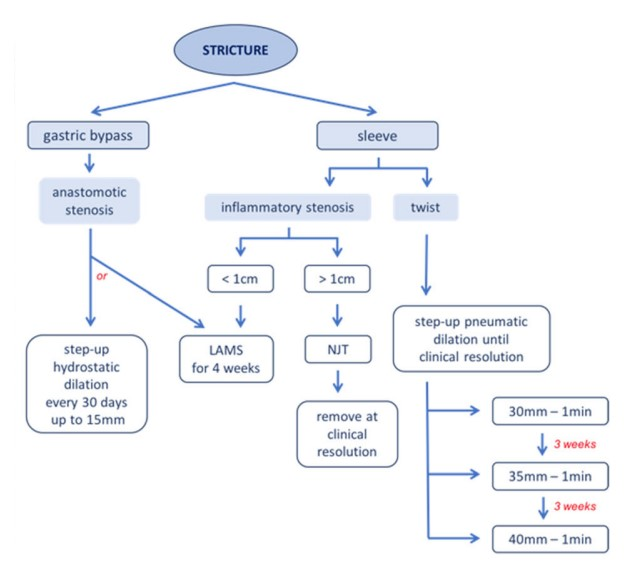 STRICTURE
gastric bypass
sleeve
anastomotic
stenosis
inflammatory stenosis
twist
or
< 1cm
> 1cm
step-up
hydrostatic
dilation
every 30 days
up to 15mm
LAMS
for 4 weeks
NJT
remove at
clinical
resolution
step-up pneumatic
dilation until
clinical resolution
30mm – 1min
3 weeks
35mm – 1min
3 weeks
40mm – 1min